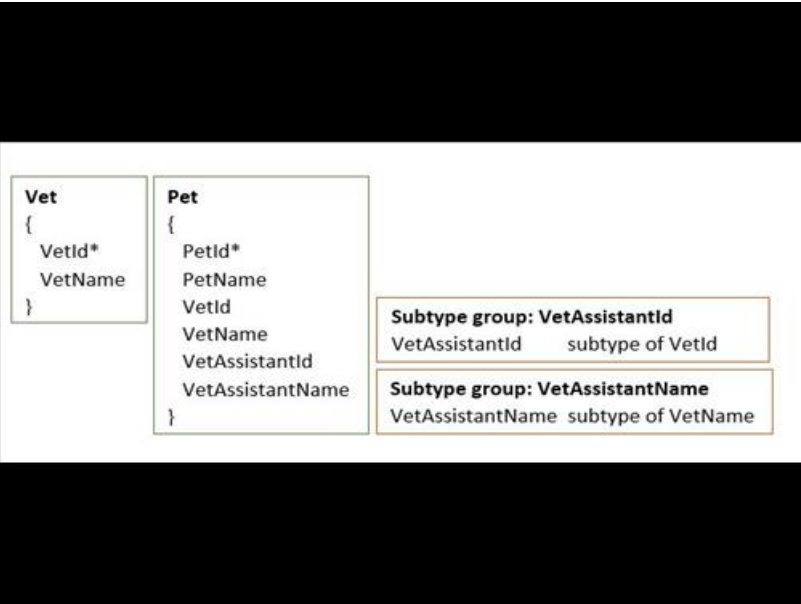 Vet
{
VetId*
VetName
}
Pet
{
PetId*
PetName
VetId
VetName
VetAssistantId
VetAssistantName
}
Subtype group: VetAssistantId
VetAssistantId subtype of VetId
Subtype group: VetAssistantName
VetAssistantName subtype of VetName